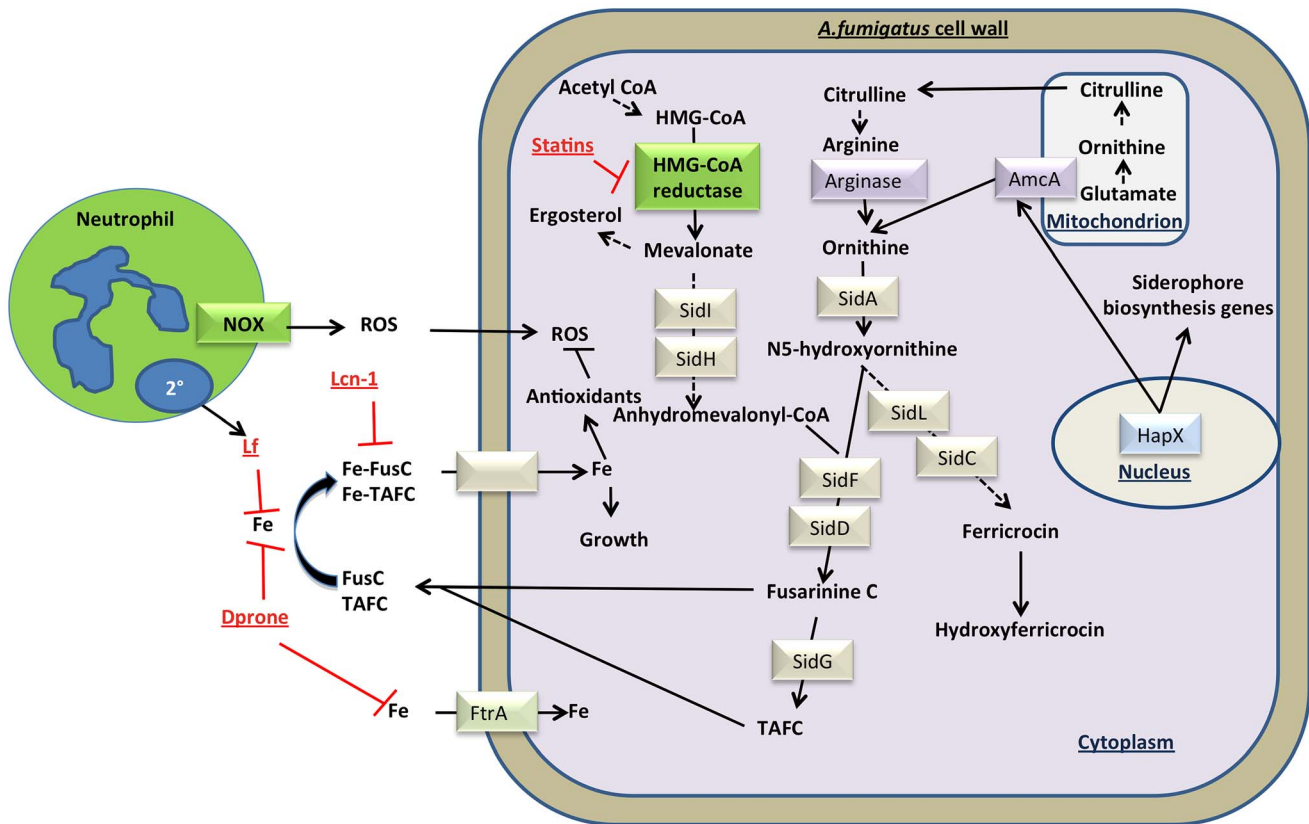 A.fumigatus cell wall
Acetyl CoA
HMG-CoA
Statins
HMG-CoA
reductase
Ergosterol
Mevalonate
SidI
SidH
Anhydromevalonyl-CoA
Citrulline
Arginine
Arginase
Ornithine
SidA
N5-hydroxyornithine
SidL
SidC
SidF
SidD
Ferricrocin
Hydroxyferricrocin
Fusarinine C
SidG
TAFC
Citrulline
Ornithine
Glutamate
Mitochondrion
AmcA
Siderophore
biosynthesis genes
HapX
Nucleus
Cytoplasm
Neutrophil
NOX
ROS
ROS
2°
Lcn-1
Antioxidants
Lf
Fe-FusC
Fe-TAFC
Fe
Fe
Growth
FusC
TAFC
Dprone
Fe
FtrA
Fe